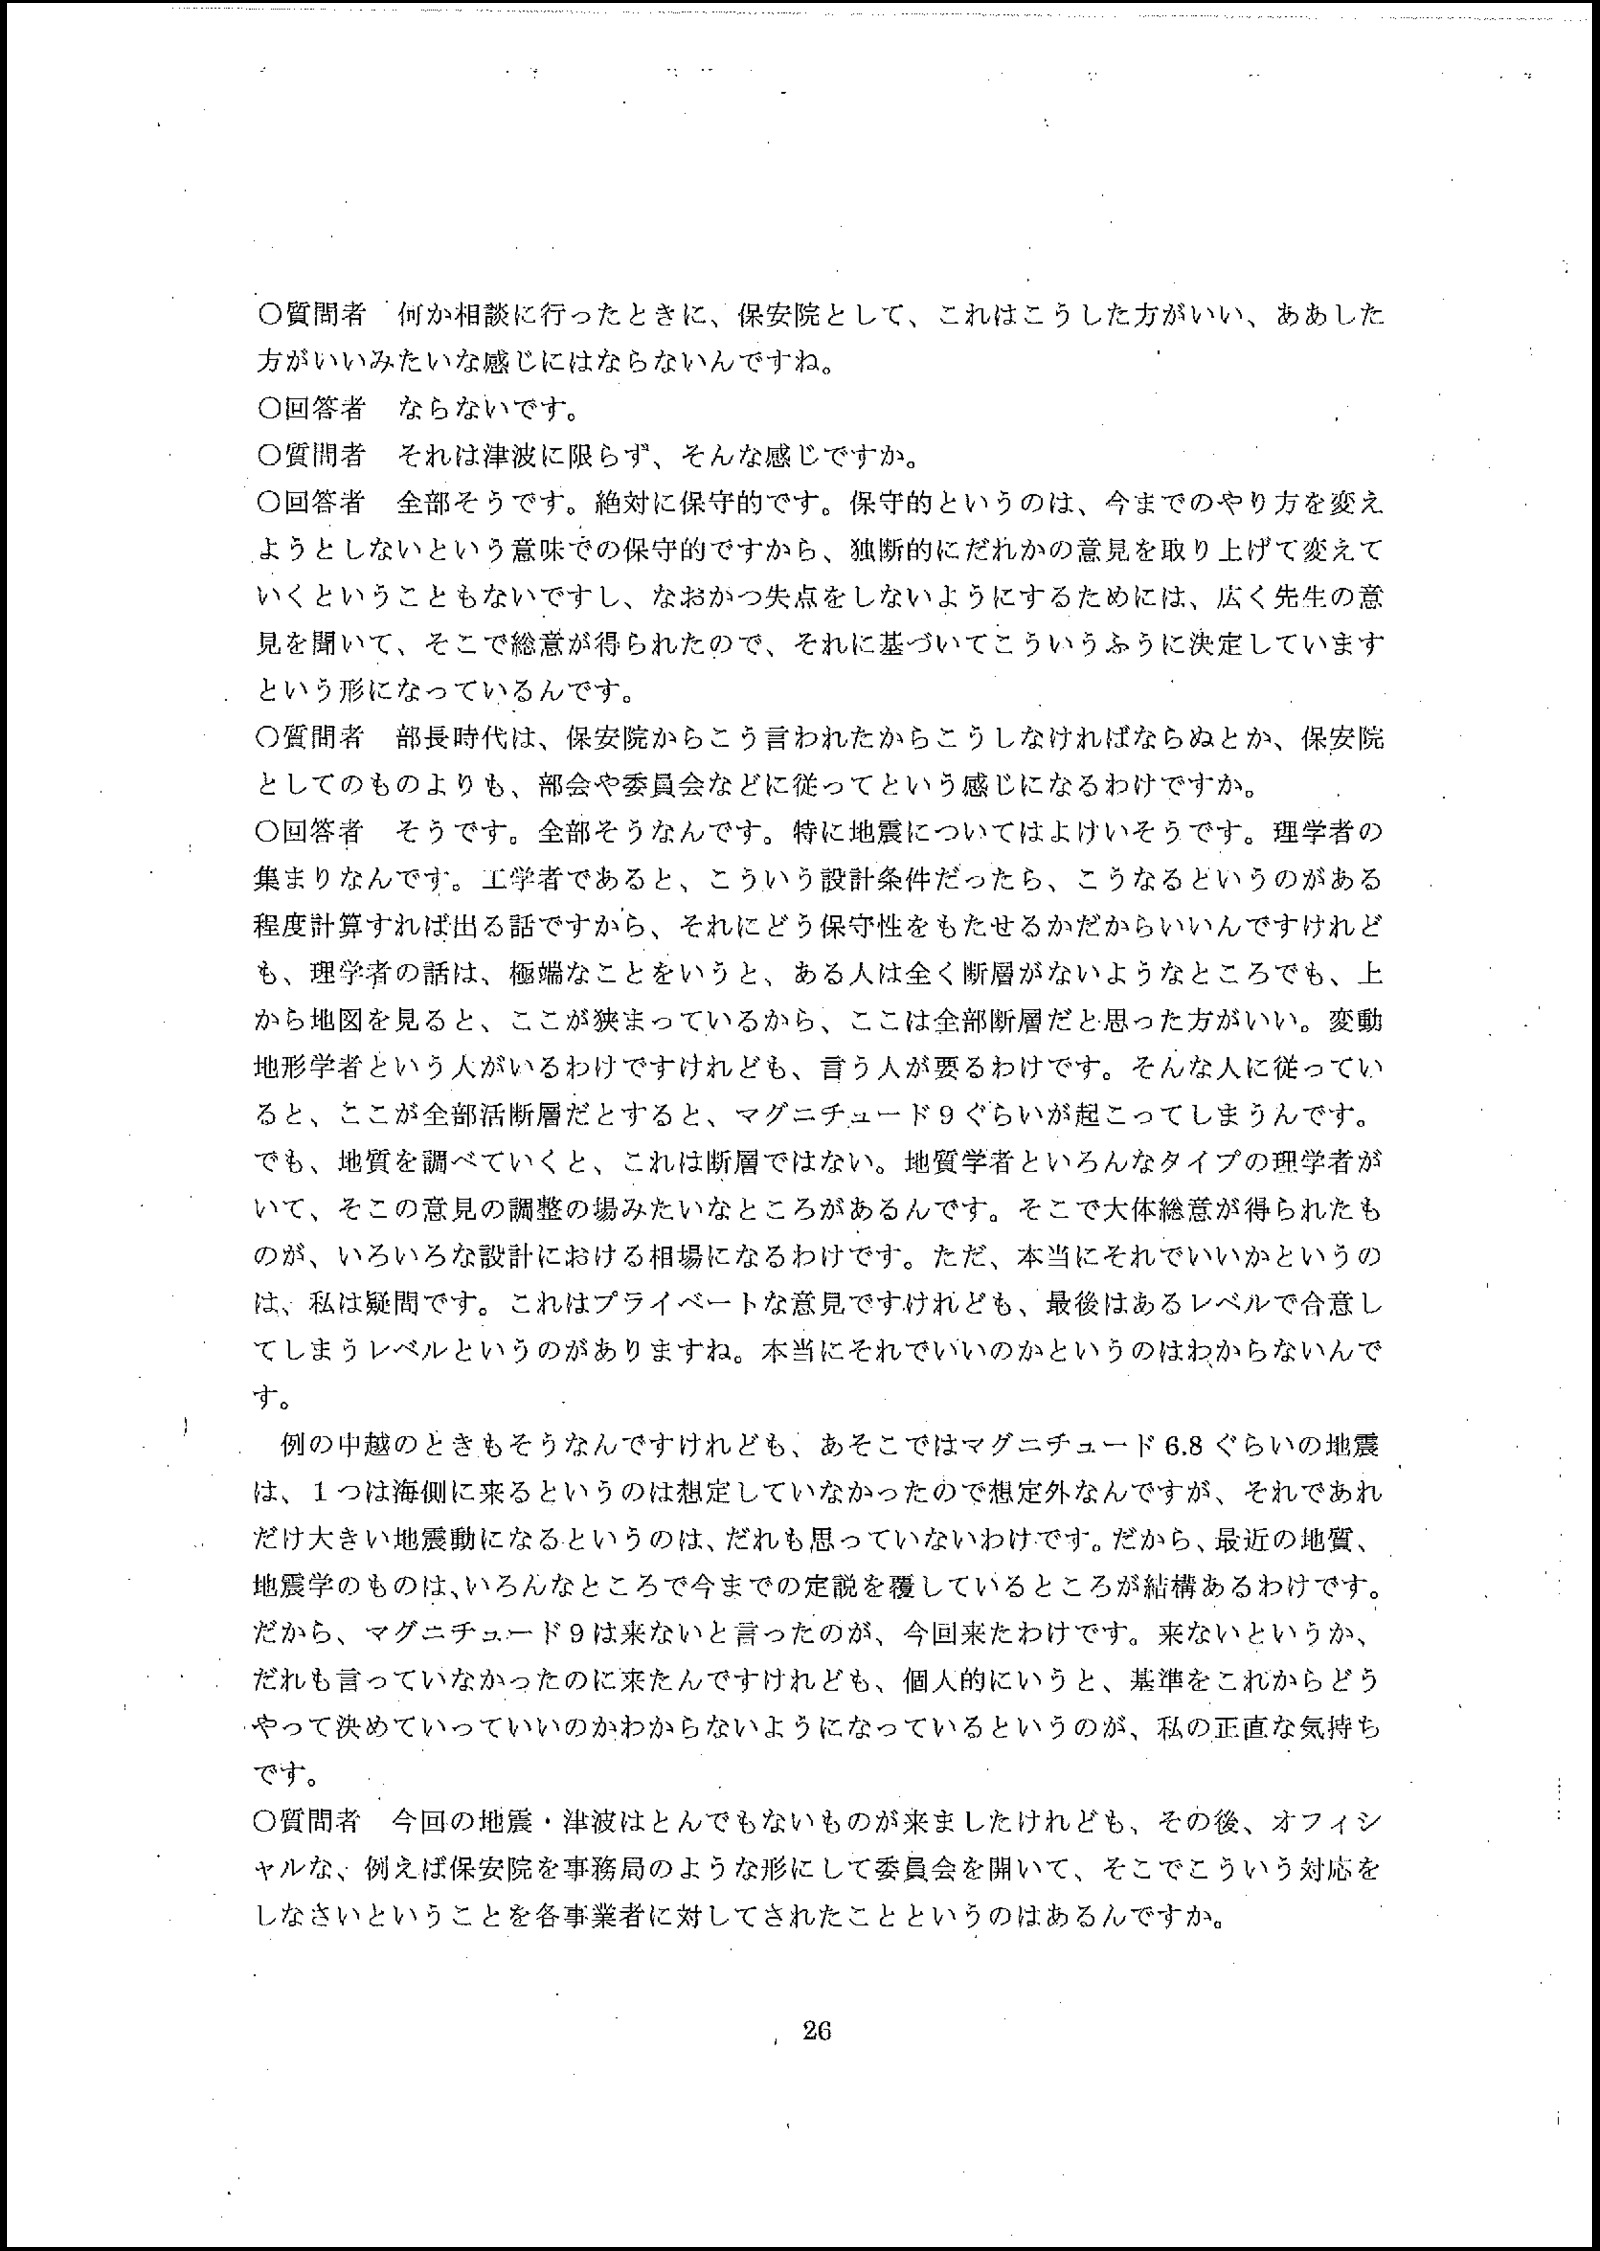 ○質問者　何か相談に行ったときに、保安院として、これはこうした方がいい、ああした
方がいいみたいな感じにはならないんですね。
○回答者　ならないです。
○質問者　それは津波に限らず、そんな感じですか。
○回答者　全部そうです。絶対に保守的です。保守的というのは、今までのやり方を変え
ようとしないという意味での保守的ですから、独断的にだれかの意見を取り上げて変えて
いくということもないですし、なおかつ失点をしないようにするためには、広く先生の意
見を聞いて、そこで総意が得られたので、それに基づいてこういうふうに決定しています
という形になっているんです。
○質問者　部長時代は、保安院からこう言われたからこうしなければならぬとか、保安院
としてのものよりも、部会や委員会などに従ってという感じになるわけですか。
○回答者　そうです。全部そうなんです。特に地震についてはよけいそうです。理学者の
集まりなんです。工学者であると、こういう設計条件だったら、こうなるというのがある
程度計算すれば出る話ですから、それにどう保守性をもたせるかだからいいんですけれど
も、理学者の話は、極端なことをいうと、ある人は全く断層がないようなところでも、上
から地図を見ると、ここが狭まっているから、ここは全部断層だと思った方がいい。変動
地形学者という人がいるわけですけれども、言う人が要るわけです。そんな人に従ってい
ると、ここが全部活断層だとすると、マグニチュード９ぐらいが起こってしまうんです。
でも、地質を調べていくと、これは断層ではない。地質学者といろんなタイプの理学者が
いて、そこの意見の調整の場みたいなところがあるんです。そこで大体総意が得られたも
のが、いろいろな設計における相場になるわけです。ただ、本当にそれでいいかというの
は、私は疑問です。これはプライベートな意見ですけれども、最後はあるレベルで合意し
てしまうレベルというのがありますね。本当にそれでいいのかというのはわからないんで
す。
　例の中越のときもそうなんですけれども、あそこではマグニチュード 6.8 ぐらいの地震
は、１つは海側に来るというのは想定していなかったので想定外なんですが、それであれ
だけ大きい地震動になるというのは、だれも思っていないわけです。だから、最近の地質、
地震学のものは、いろんなところで今までの定説を覆しているところが結構あるわけです。
だから、マグニチュード９は来ないと言ったのが、今回来たわけです。来ないというか、
だれも言っていなかったのに来たんですけれども、個人的にいうと、基準をこれからどう
やって決めていっていいのかわからないようになっているというのが、私の正直な気持ち
です。
○質問者　今回の地震・津波はとんでもないものが来ましたけれども、その後、オフィシ
ャルな、例えば保安院を事務局のような形にして委員会を開いて、そこでこういう対応を
しなさいということを各事業者に対してされたことというのはあるんですか。
26